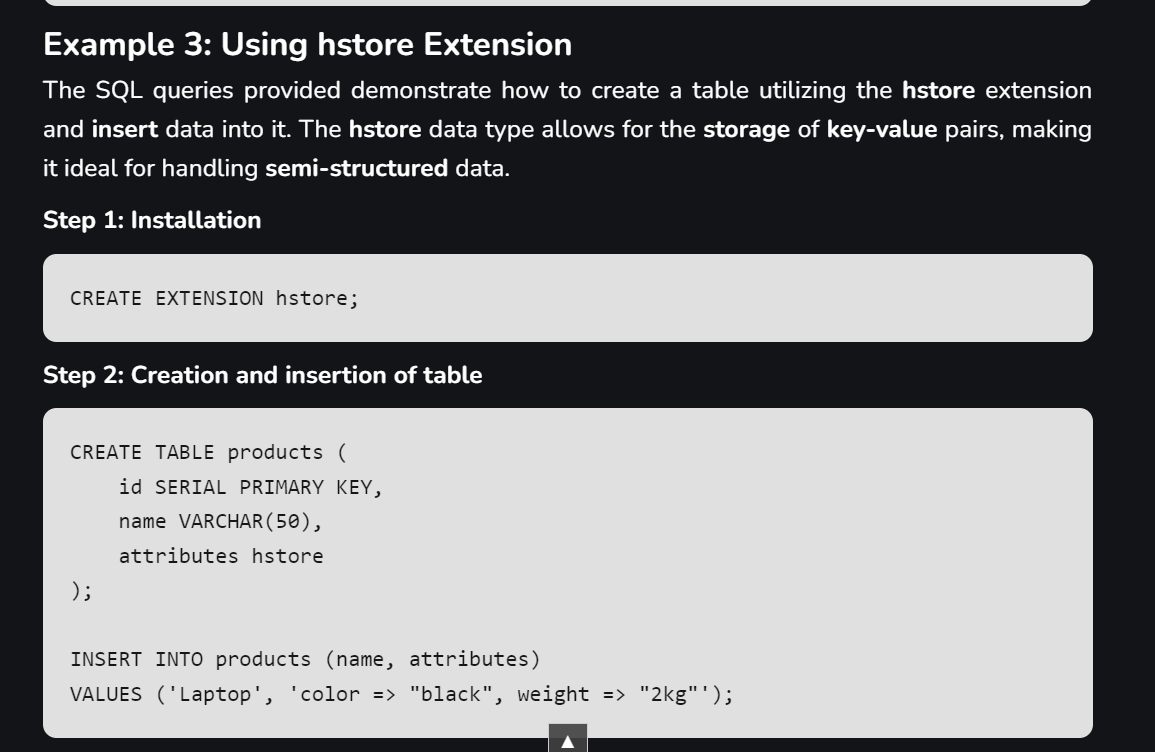 Example 3: Using hstore Extension
The SQL queries provided demonstrate how to create a table utilizing the hstore extension
and insert data into it. The hstore data type allows for the storage of key-value pairs, making
it ideal for handling semi-structured data.
Step 1: Installation
CREATE EXTENSION hstore;
Step 2: Creation and insertion of table
CREATE TABLE products (
    id SERIAL PRIMARY KEY,
    name VARCHAR(50),
    attributes hstore
);
INSERT INTO products (name, attributes)
VALUES ('Laptop', 'color => "black", weight => "2kg"');